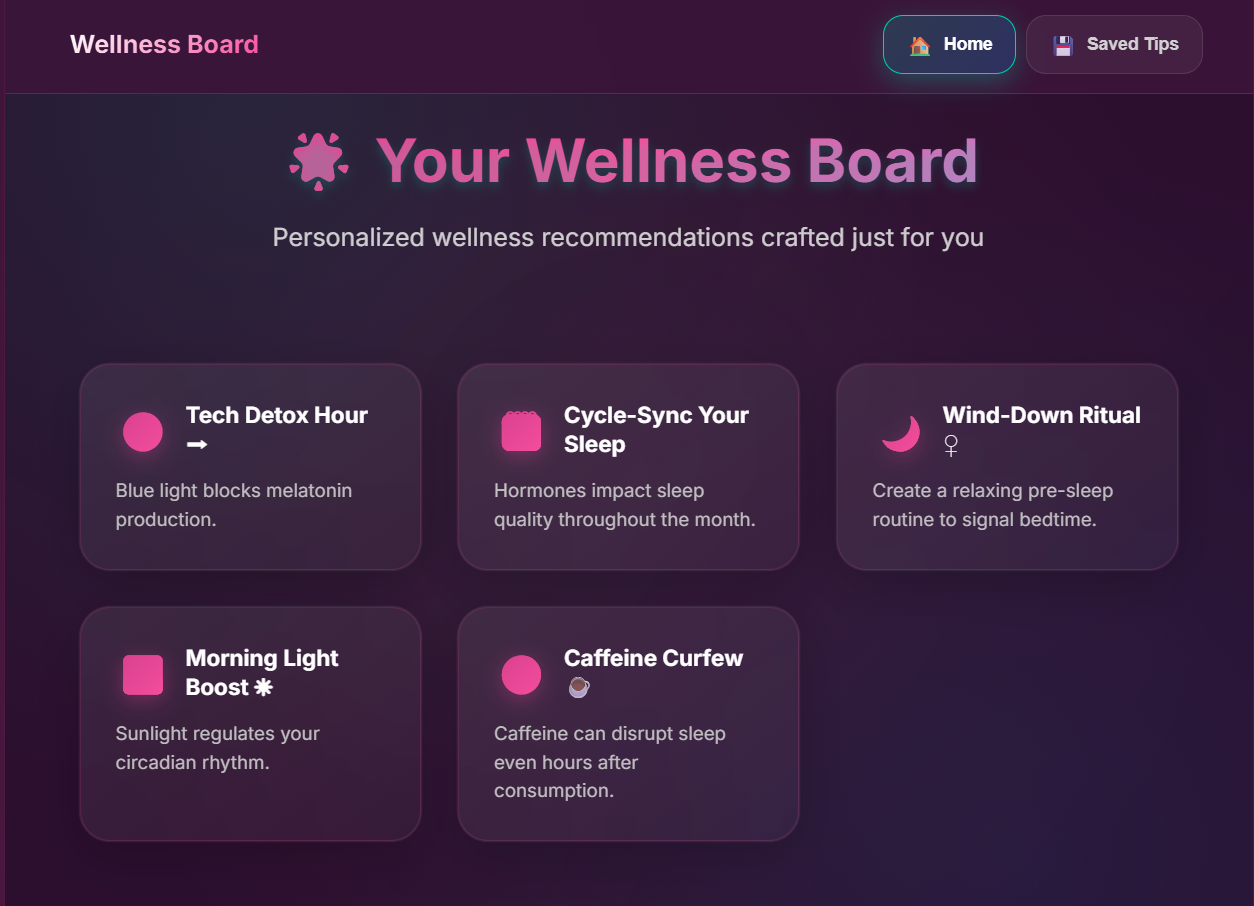 Wellness Board
🏠 Home
💾 Saved Tips
🌟 Your Wellness Board
Personalized wellness recommendations crafted just for you
Tech Detox Hour
➡
Blue light blocks melatonin
production.
Cycle-Sync Your
Sleep
Hormones impact sleep
quality throughout the month.
Wind-Down Ritual
♀
Create a relaxing pre-sleep
routine to signal bedtime.
Morning Light
Boost ☀
Sunlight regulates your
circadian rhythm.
Caffeine Curfew
☕
Caffeine can disrupt sleep
even hours after
consumption.